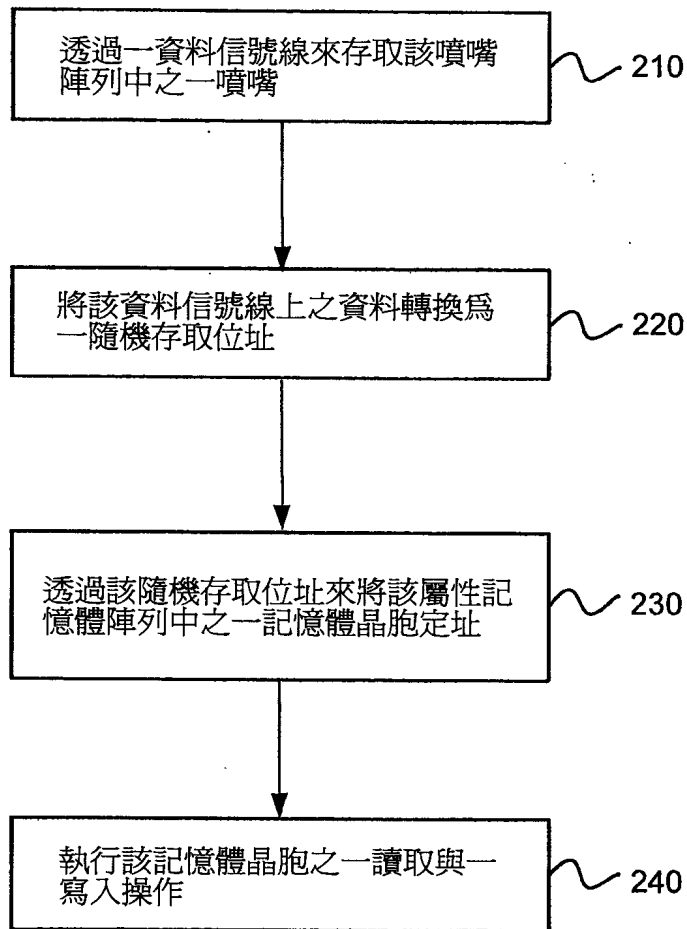 透過一資料信號線來存取該噴嘴
陣列中之一噴嘴
210
將該資料信號線上之資料轉換爲
一隨機存取位址
220
透過該隨機存取位址來將該屬性記
憶體陣列中之一記憶體晶胞定址
230
執行該記憶體晶胞之一讀取與一
寫入操作
240